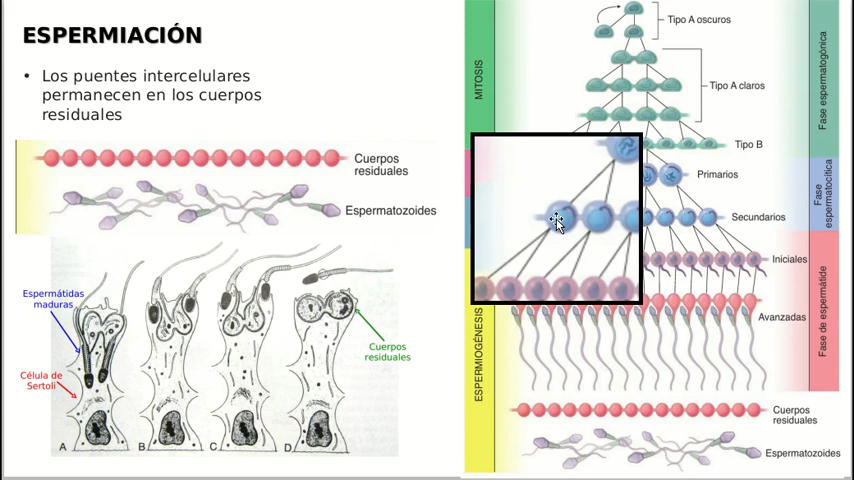 ESPERMIACIÓN
• Los puentes intercelulares
permanecen en los cuerpos
residuales
Cuerpos
residuales
Espermatozoides
Espermátidas
maduras
Célula de
Sertoli
Cuerpos
residuales
A
B
C
D
MITOSIS
ESPERMIOGÉNESIS
Tipo A oscuros
Tipo A claros
Tipo B
Primarios
Secundarios
Iniciales
Avanzadas
Cuerpos
residuales
Espermatozoides
Fase espermatogónica
Fase
espermatocítica
Fase de espermátide